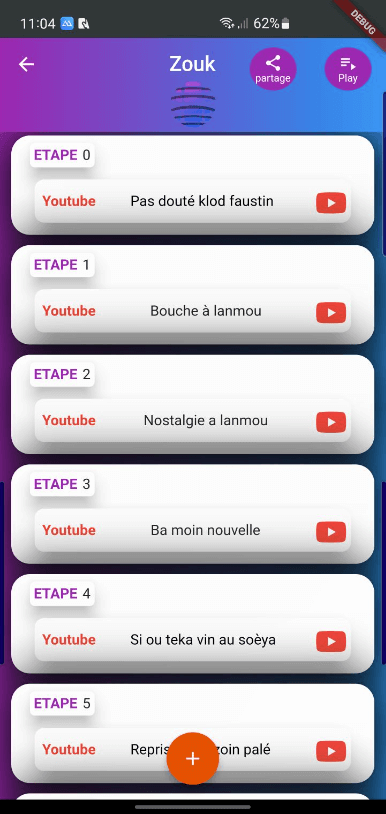 11:04 62%
DEBUG
Zouk
partage
Play
ETAPE 0
Youtube Pas douté klod faustin
ETAPE 1
Youtube Bouche à lanmou
ETAPE 2
Youtube Nostalgie a lanmou
ETAPE 3
Youtube Ba moin nouvelle
ETAPE 4
Youtube Si ou teka vin au soèya
ETAPE 5
Youtube Repris zoin palé